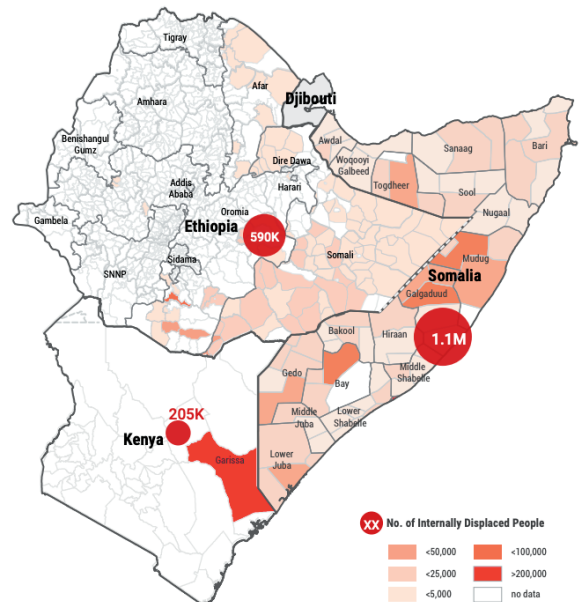 Tigray
Afar
Amhara
Djibouti
Benishangul
Gumz
Awdal
Sanaag
Bari
Dire Dawa
Woqooyi
Galbeed
Togdheer
Addis
Ababa
Harari
Sool
Oromia
Nugaal
Gambela
Ethiopia
590K
Somali
Sidama
Mudug
SNNP
Somalia
Galgaduud
Bakool
Hiraan
1.1M
Gedo
Bay
Middle
Shabelle
205K
Middle
Juba
Lower
Shabelle
Kenya
Garissa
Lower
Juba
XX No. of Internally Displaced People
<50,000 <100,000
<25,000 >200,000
<5,000 no data